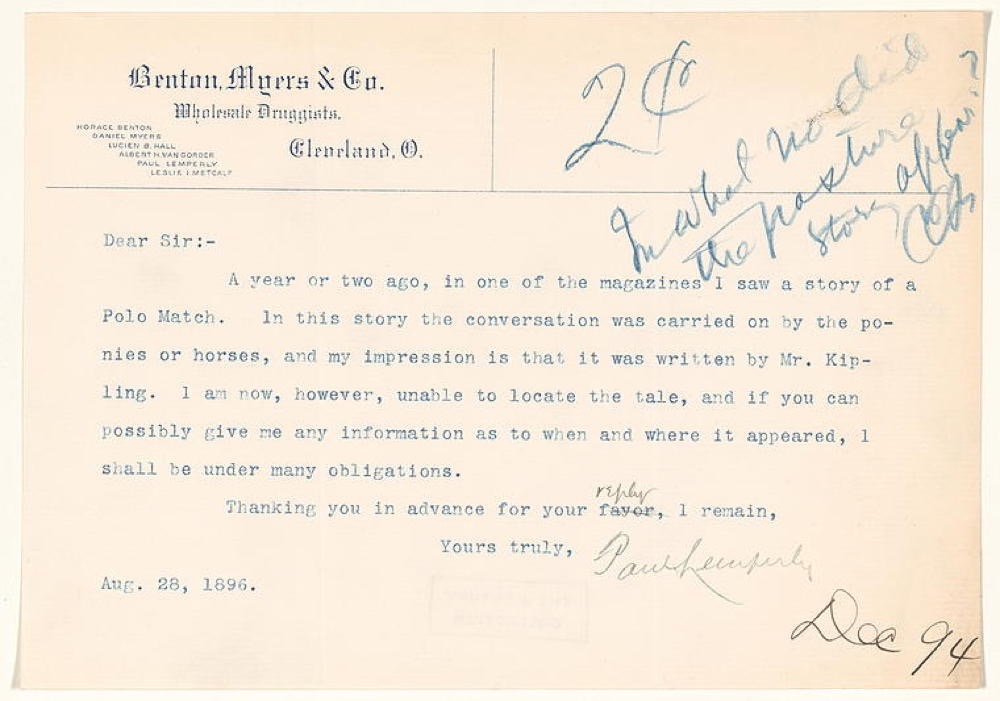 Benton, Myers & Co.
Wholesale Druggists.
HORACE BENTON
DANIEL MYERS
LUCIEN B. HALL
ALBERT H. VAN GORDER
PAUL LEMPERLY
LESLIE I. METCALF
Cleveland, O.
2¢
In what no did
the pasture
story appear?
Dear Sir:-
A year or two ago, in one of the magazines I saw a story of a
Polo Match. In this story the conversation was carried on by the po-
nies or horses, and my impression is that it was written by Mr. Kip-
ling. I am now, however, unable to locate the tale, and if you can
possibly give me any information as to when and where it appeared, I
shall be under many obligations.
reply
Thanking you in advance for your favor, I remain,
Yours truly,
Paul Lemperly
Aug. 28, 1896.
Dec 94